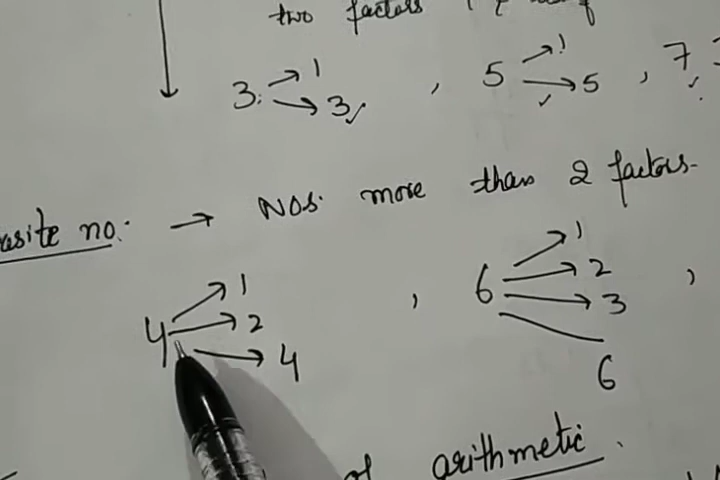 two factors
3: 1 3 , 5 1 5 , 7
no: → NOS. more than 2 factors.
4 1 2 4 , 6 1 2 3 6 ,
of arithmetic.